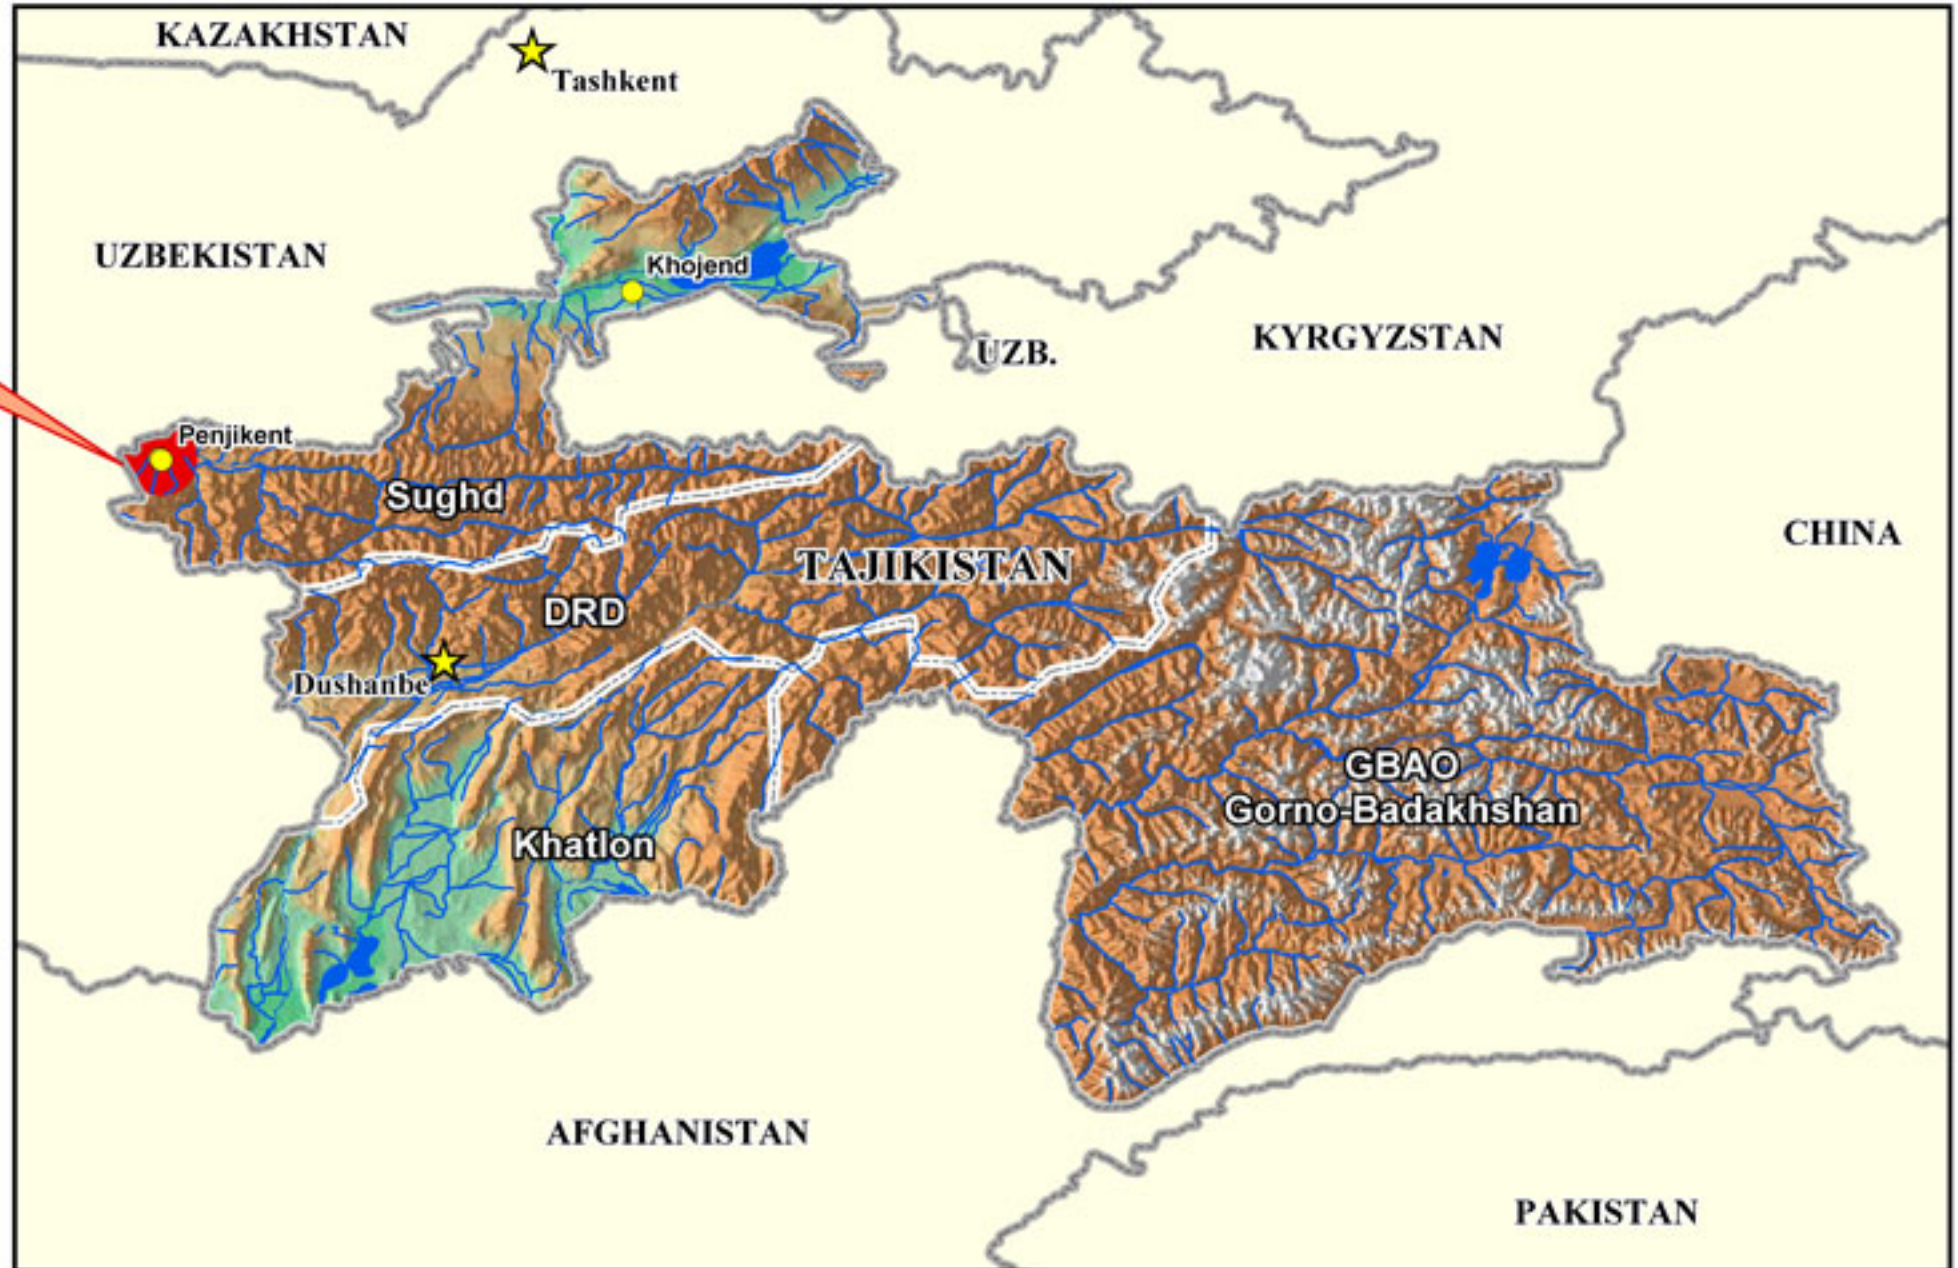 KAZAKHSTAN
Tashkent
UZBEKISTAN
Khojend
UZB.
KYRGYZSTAN
Penjikent
Sughd
CHINA
TAJIKISTAN
DRD
Dushanbe
GBAO
Gorno-Badakhshan
Khatlon
AFGHANISTAN
PAKISTAN